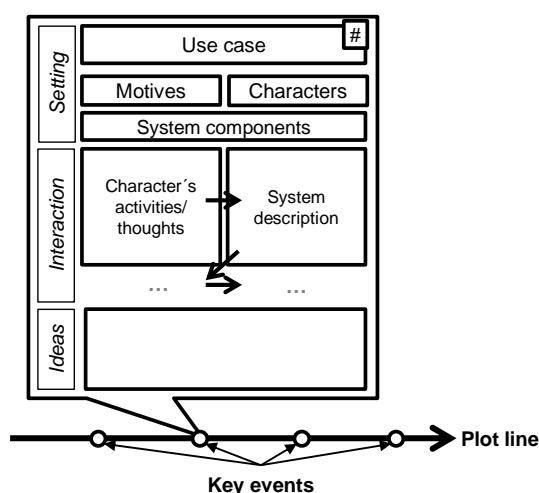 #
Use case
Setting
Motives
Characters
System components
Interaction
Character´s
activities/
thoughts
System
description
...
...
Ideas
Plot line
Key events